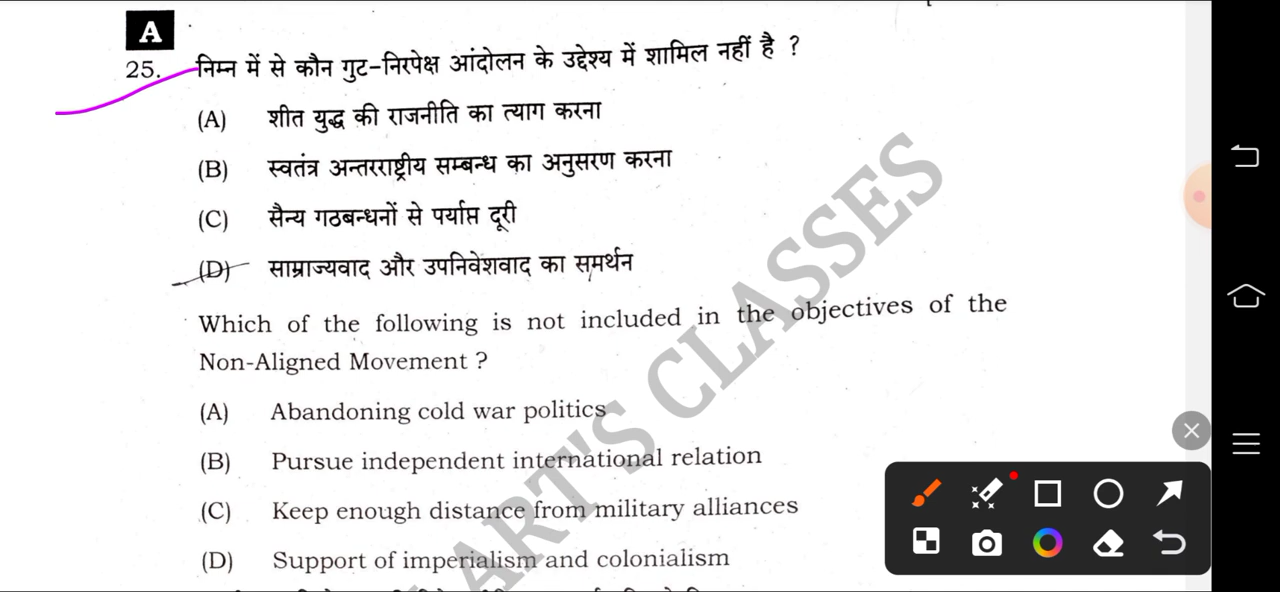 A
25. निम्न में से कौन गुट-निरपेक्ष आंदोलन के उद्देश्य में शामिल नहीं है ?
(A) शीत युद्ध की राजनीति का त्याग करना
(B) स्वतंत्र अन्तरराष्ट्रीय सम्बन्ध का अनुसरण करना
(C) सैन्य गठबन्धनों से पर्याप्त दूरी
(D) साम्राज्यवाद और उपनिवेशवाद का समर्थन
Which of the following is not included in the objectives of the
Non-Aligned Movement ?
(A) Abandoning cold war politics
(B) Pursue independent international relation
(C) Keep enough distance from military alliances
(D) Support of imperialism and colonialism
ART'S CLASSES